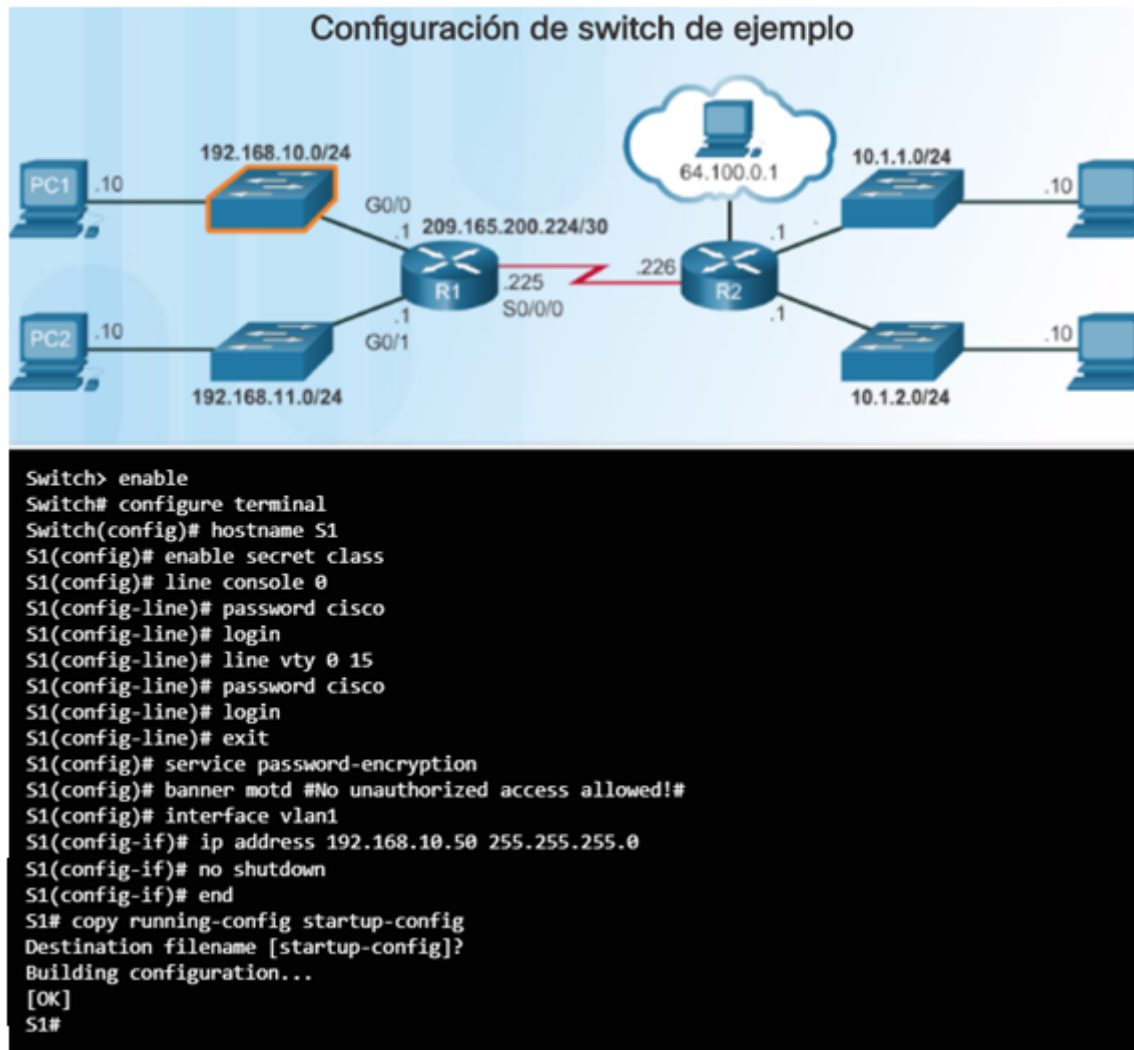 Configuración de switch de ejemplo
192.168.10.0/24
64.100.0.1
10.1.1.0/24
PC1
.10
G0/0
.1
209.165.200.224/30
.1
.10
R1
.225
S0/0/0
.226
R2
PC2
.10
.1
G0/1
.1
.10
192.168.11.0/24
10.1.2.0/24
Switch> enable
Switch# configure terminal
Switch(config)# hostname S1
S1(config)# enable secret class
S1(config)# line console 0
S1(config-line)# password cisco
S1(config-line)# login
S1(config-line)# line vty 0 15
S1(config-line)# password cisco
S1(config-line)# login
S1(config-line)# exit
S1(config)# service password-encryption
S1(config)# banner motd #No unauthorized access allowed!#
S1(config)# interface vlan1
S1(config-if)# ip address 192.168.10.50 255.255.255.0
S1(config-if)# no shutdown
S1(config-if)# end
S1# copy running-config startup-config
Destination filename [startup-config]?
Building configuration...
[OK]
S1#